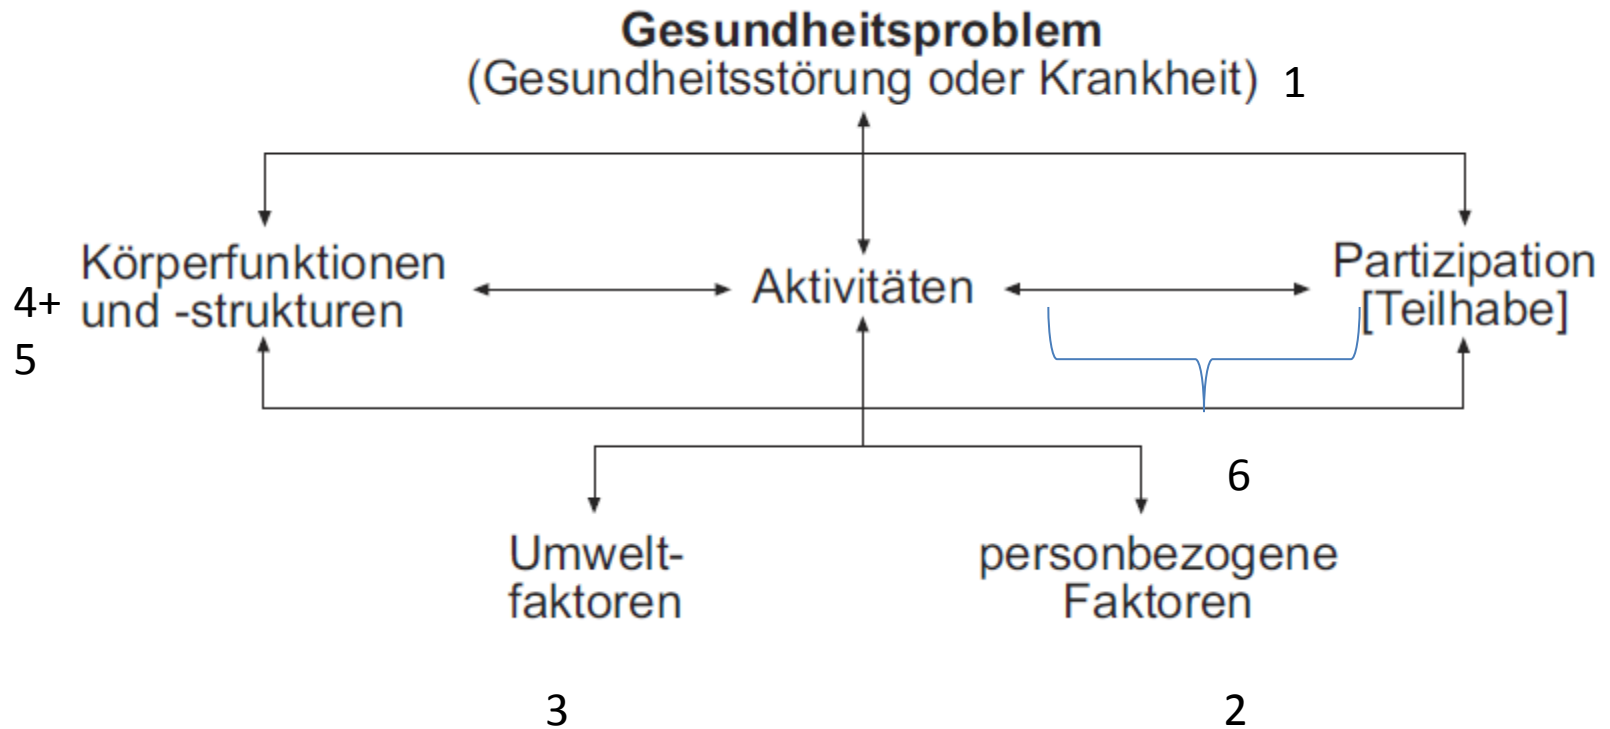 Gesundheitsproblem
(Gesundheitsstörung oder Krankheit) 1
Körperfunktionen
und -strukturen
4+
5
Aktivitäten
Partizipation
[Teilhabe]
6
Umwelt-
faktoren
personbezogene
Faktoren
3
2